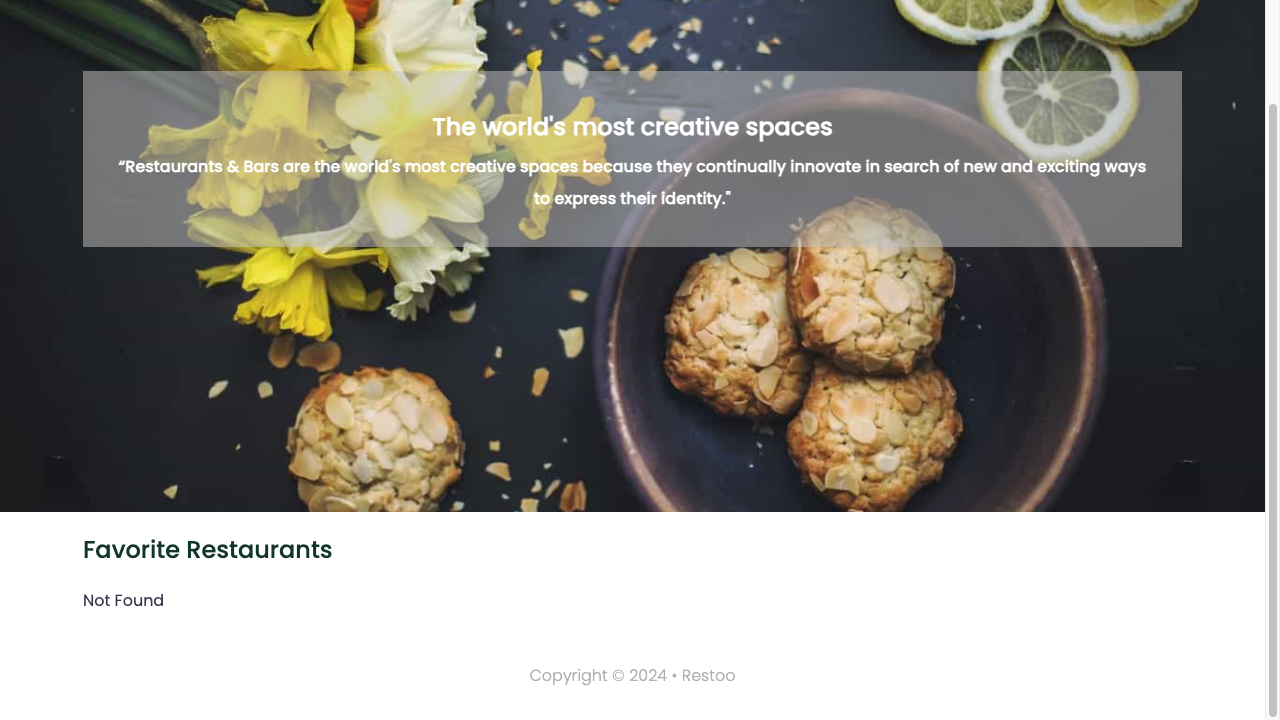 The world's most creative spaces
“Restaurants & Bars are the world's most creative spaces because they continually innovate in search of new and exciting ways
to express their identity."
Favorite Restaurants
Not Found
Copyright © 2024 • Restoo